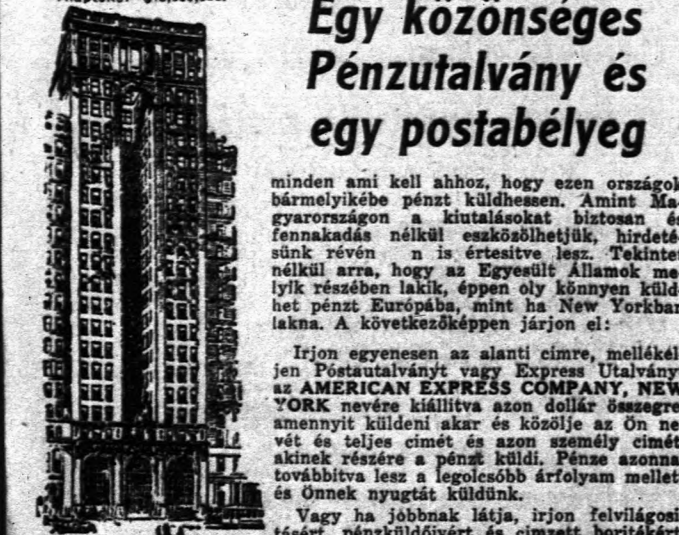 Egy közönséges
Pénzutalvány és
egy postabélyeg
minden ami kell ahhoz, hogy ezen országok
bármelyikébe pénzt küldhessen. Amint Ma-
gyarországon a kiutalásokat biztosan és
fennakadás nélkül eszközölhetjük, hirdeté-
sünk révén n is értesitve lesz. Tekintet
nélkül arra, hogy az Egyesült Államok me-
lyik részében lakik, éppen oly könnyen küld-
het pénzt Európába, mint ha New Yorkban
lakna. A következőképpen járjon el:
Irjon egyenesen az alanti cimre, mellékel-
jen Póstautalványt vagy Express Utalványt
az AMERICAN EXPRESS COMPANY, NEW
YORK nevére kiállitva azon dollár összegre
amennyit küldeni akar és közölje az Ön ne-
vét és teljes cimét és azon személy cimét
akinek részére a pénzt küldi. Pénze azonnal
továbbitva lesz a legolcsóbb árfolyam mellett
és Önnek nyugtát küldünk.
Vagy ha jobbnak látja, irjon felvilágosi-
tásért, pénzküldőivért és cimzett boritékért